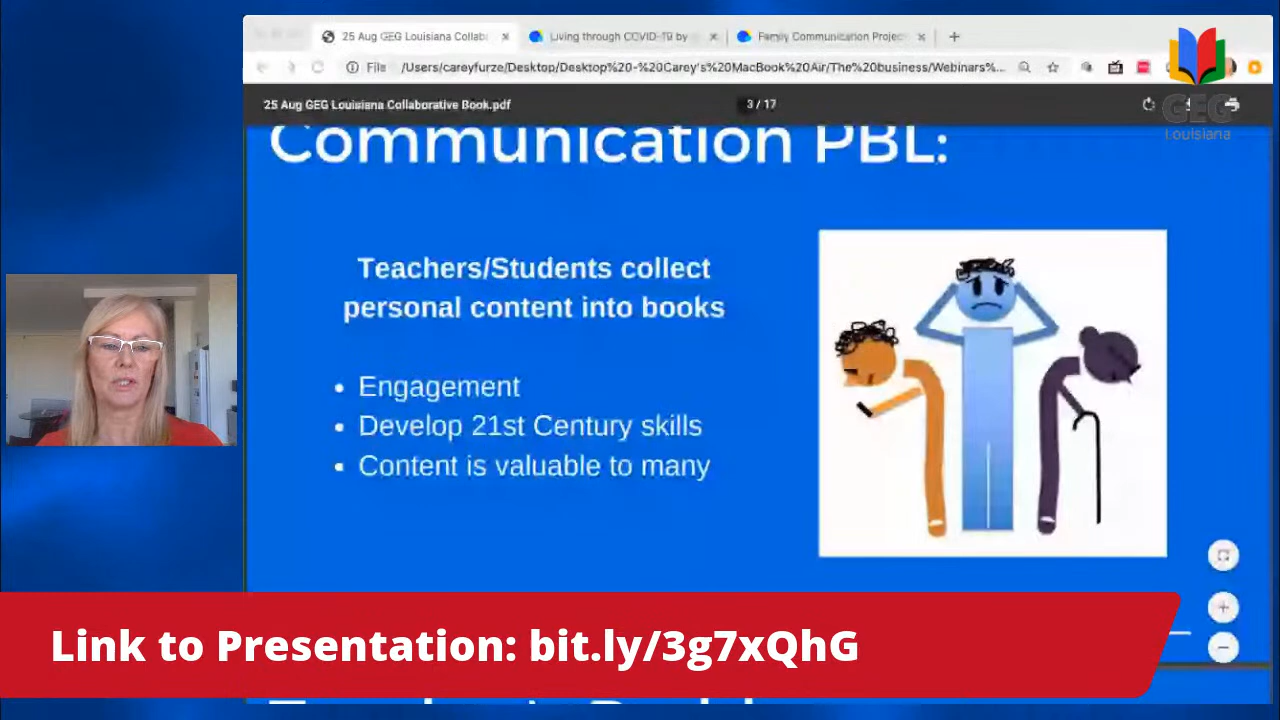 25 Aug GEG Louisiana Collabo
Living through COVID-19 by
Family Communication Projec
File
/Users/careyfurze/Desktop/Desktop%20-%20Carey's%20MacBook%20Air/The%20business/Webinars%...
25 Aug GEG Louisiana Collaborative Book.pdf
3 / 17
GEG
Louisiana
Communication PBL:
Teachers/Students collect
personal content into books
• Engagement
• Develop 21st Century skills
• Content is valuable to many
Link to Presentation: bit.ly/3g7xQhG